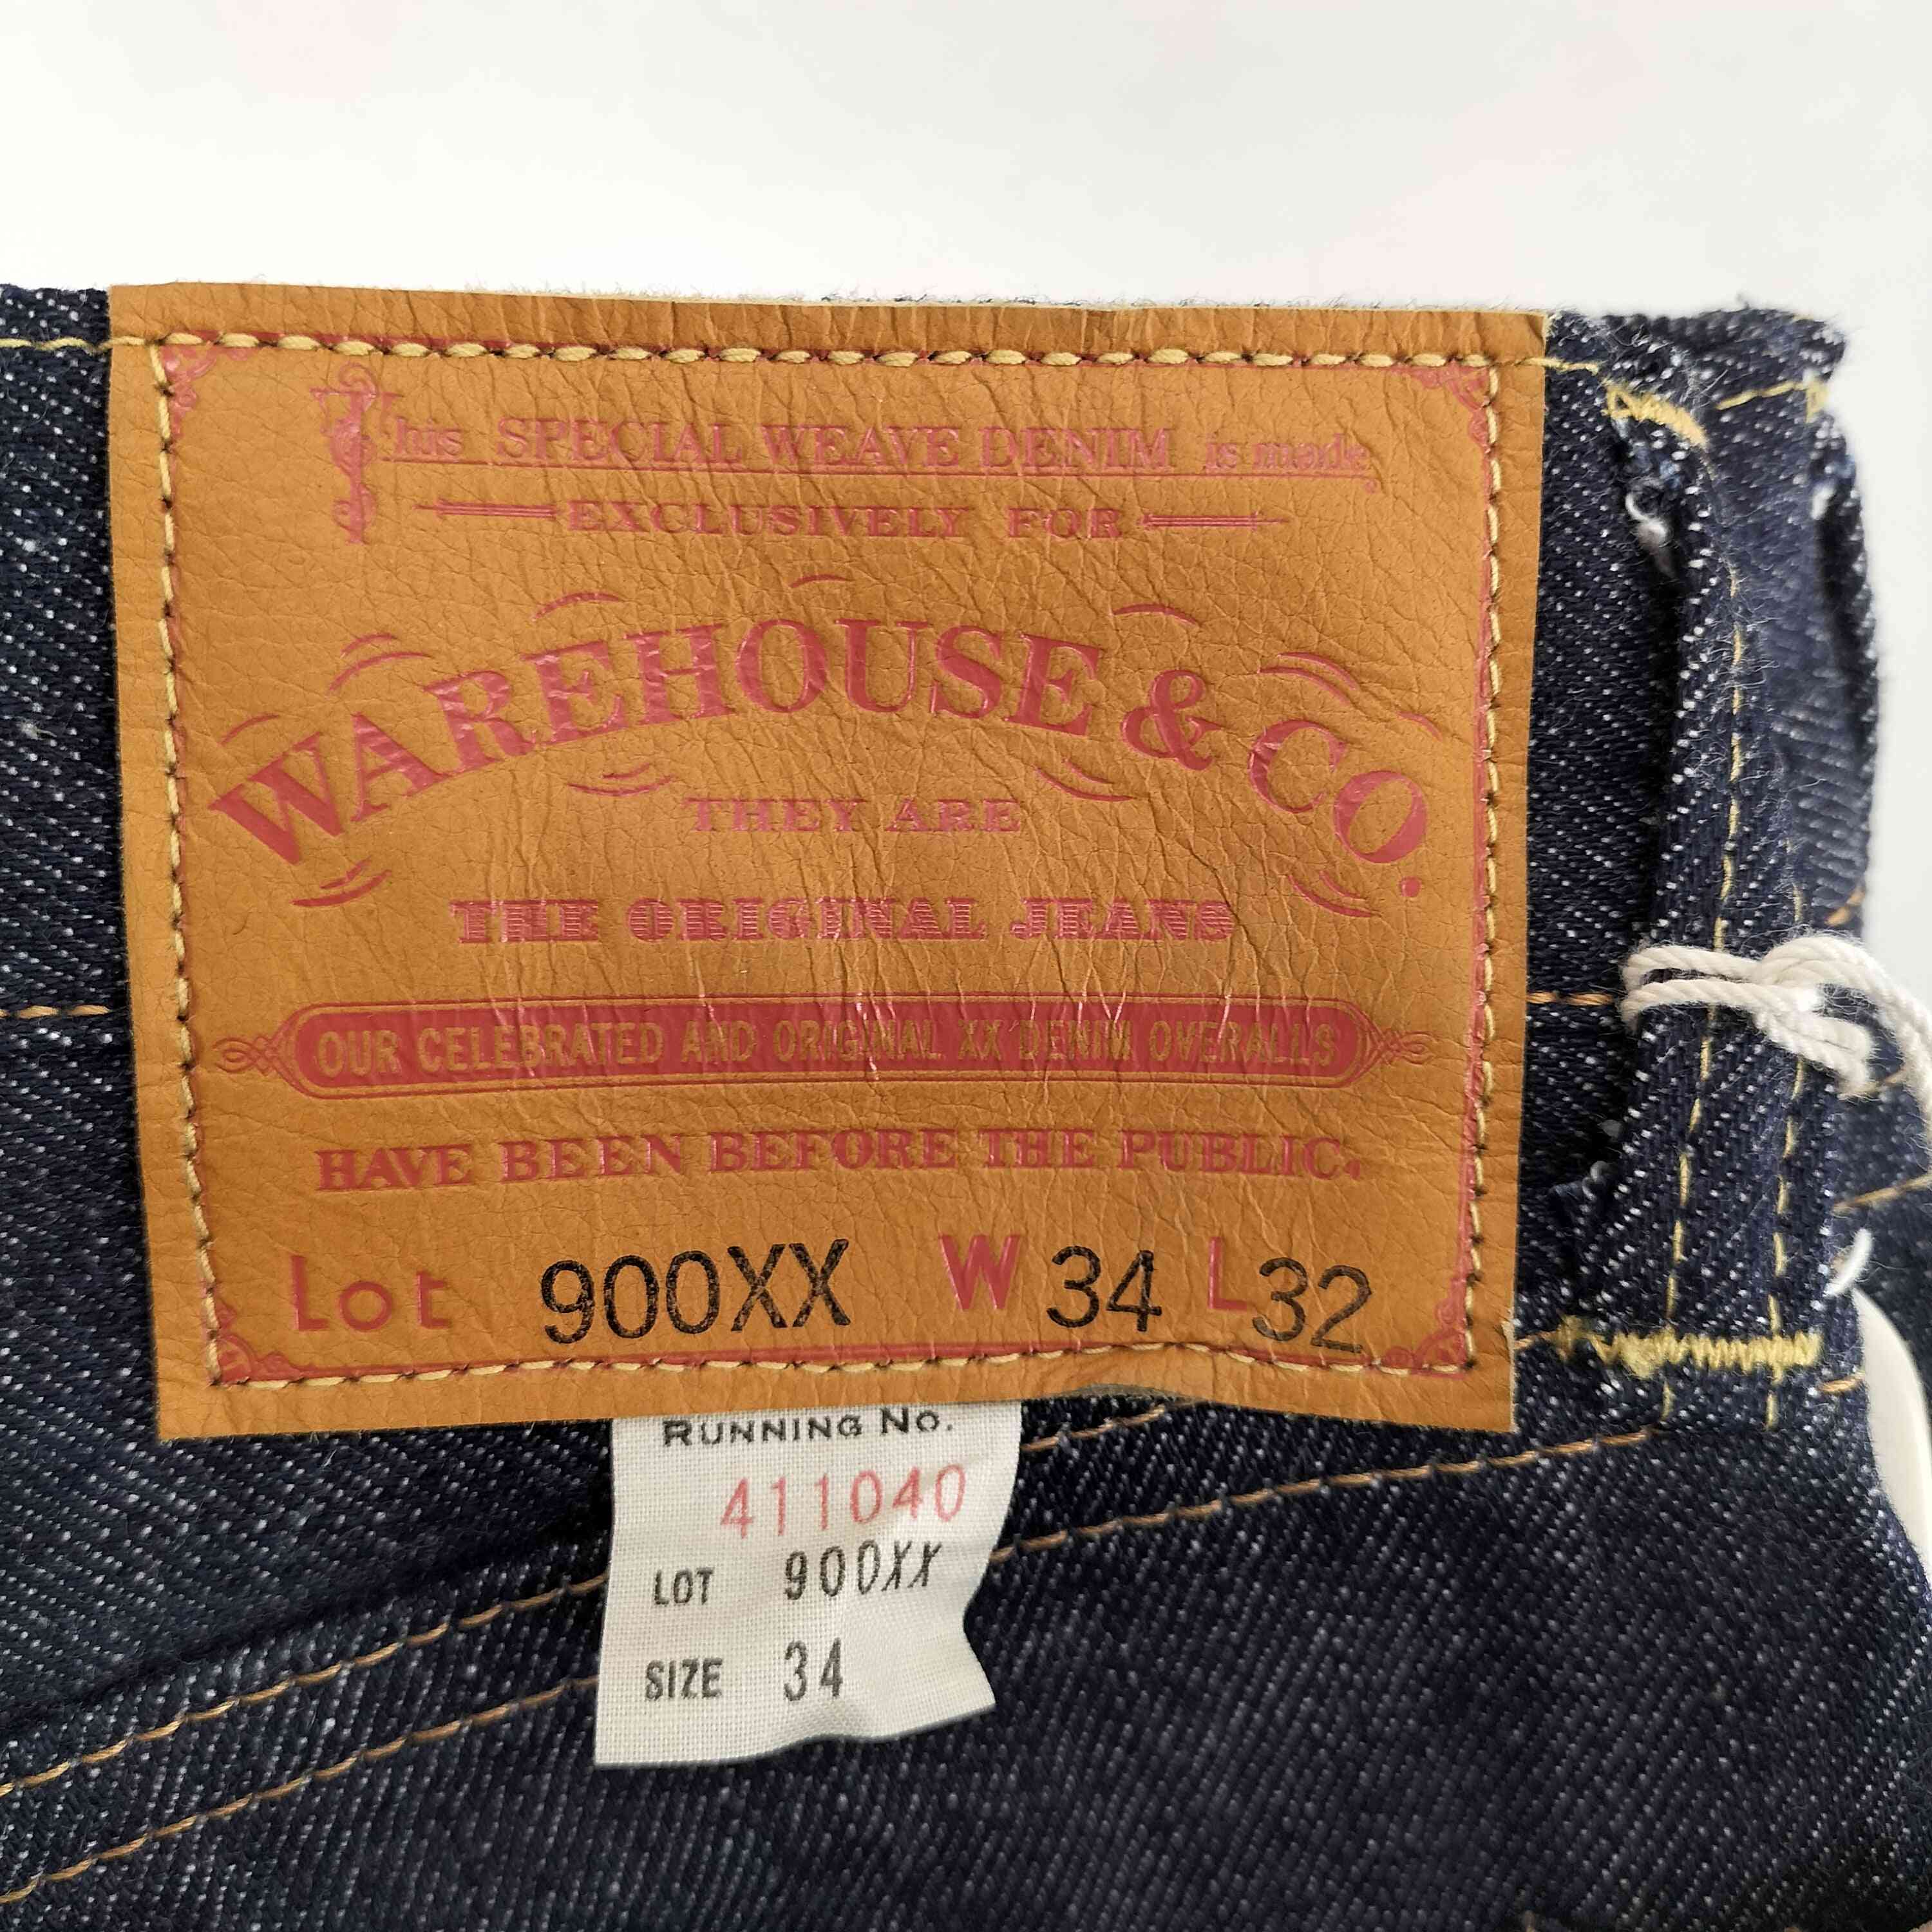 This SPECIAL WEAVE DENIM is made
EXCLUSIVELY FOR
WAREHOUSE & CO.
THEY ARE
THE ORIGINAL JEANS
OUR CELEBRATED AND ORIGINAL XX DENIM OVERALLS
HAVE BEEN BEFORE THE PUBLIC.
Lot 900XX W 34 L 32
RUNNING NO.
411040
LOT 900XX
SIZE 34